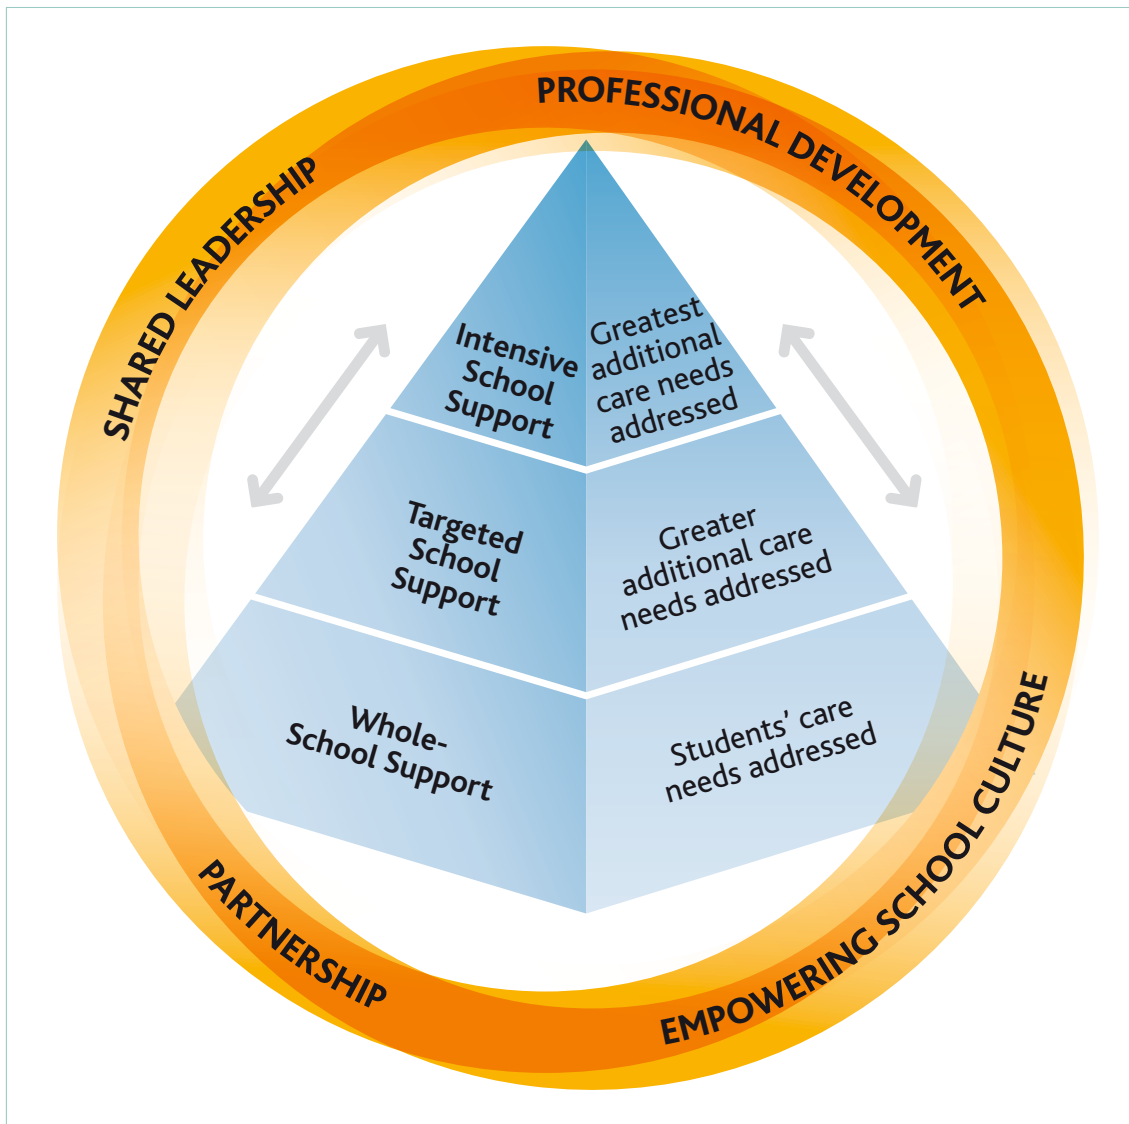 PROFESSIONAL DEVELOPMENT
SHARED LEADERSHIP
Intensive
School
Support
Greatest
additional
care needs
addressed
Targeted
School
Support
Greater
additional care
needs addressed
Whole-
School Support
Students’ care
needs addressed
PARTNERSHIP
EMPOWERING SCHOOL CULTURE